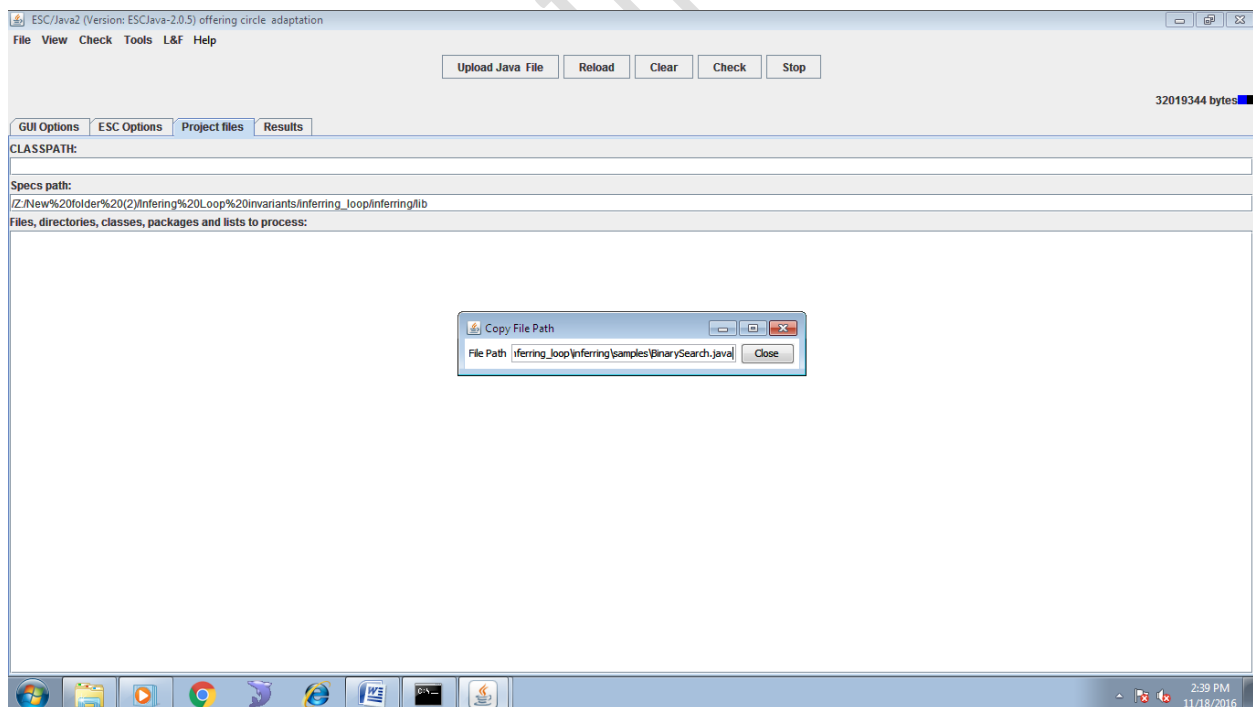 ESC/Java2 (Version: ESCJava-2.0.5) offering circle adaptation
File View Check Tools L&F Help
Upload Java File Reload Clear Check Stop
32019344 bytes
GUI Options ESC Options Project files Results
CLASSPATH:
Specs path:
/Z:/New%20folder%20(2)/Infering%20Loop%20invariants/inferring_loop/inferring/lib
Files, directories, classes, packages and lists to process:
Copy File Path
File Path nferring_loop\inferring\samples\BinarySearch.java Close
C:\
2:39 PM
11/18/2016